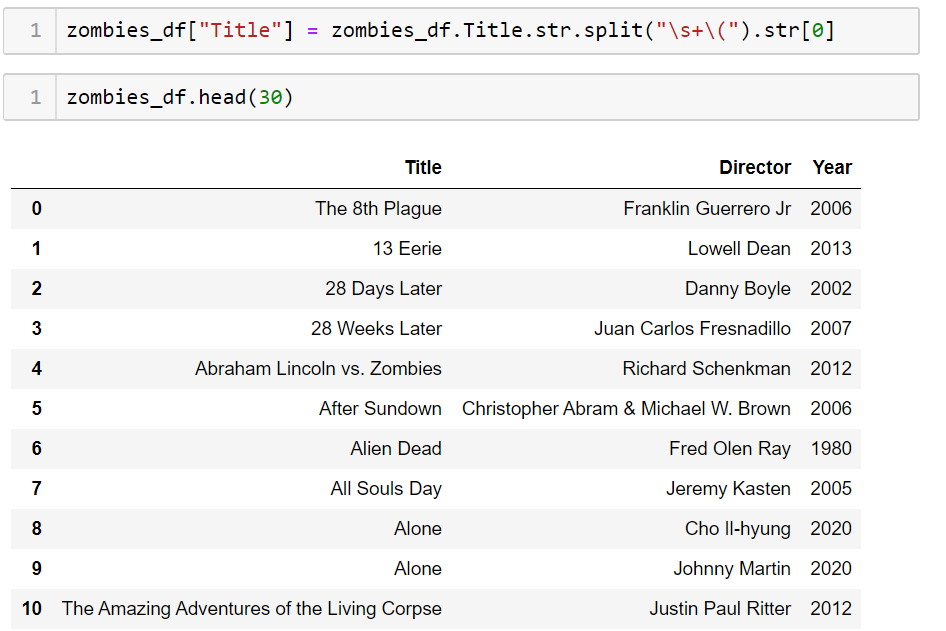 1 zombies_df["Title"] = zombies_df.Title.str.split("\s+\(").str[0]
1 zombies_df.head(30)
Title Director Year
0 The 8th Plague Franklin Guerrero Jr 2006
1 13 Eerie Lowell Dean 2013
2 28 Days Later Danny Boyle 2002
3 28 Weeks Later Juan Carlos Fresnadillo 2007
4 Abraham Lincoln vs. Zombies Richard Schenkman 2012
5 After Sundown Christopher Abram & Michael W. Brown 2006
6 Alien Dead Fred Olen Ray 1980
7 All Souls Day Jeremy Kasten 2005
8 Alone Cho Il-hyung 2020
9 Alone Johnny Martin 2020
10 The Amazing Adventures of the Living Corpse Justin Paul Ritter 2012